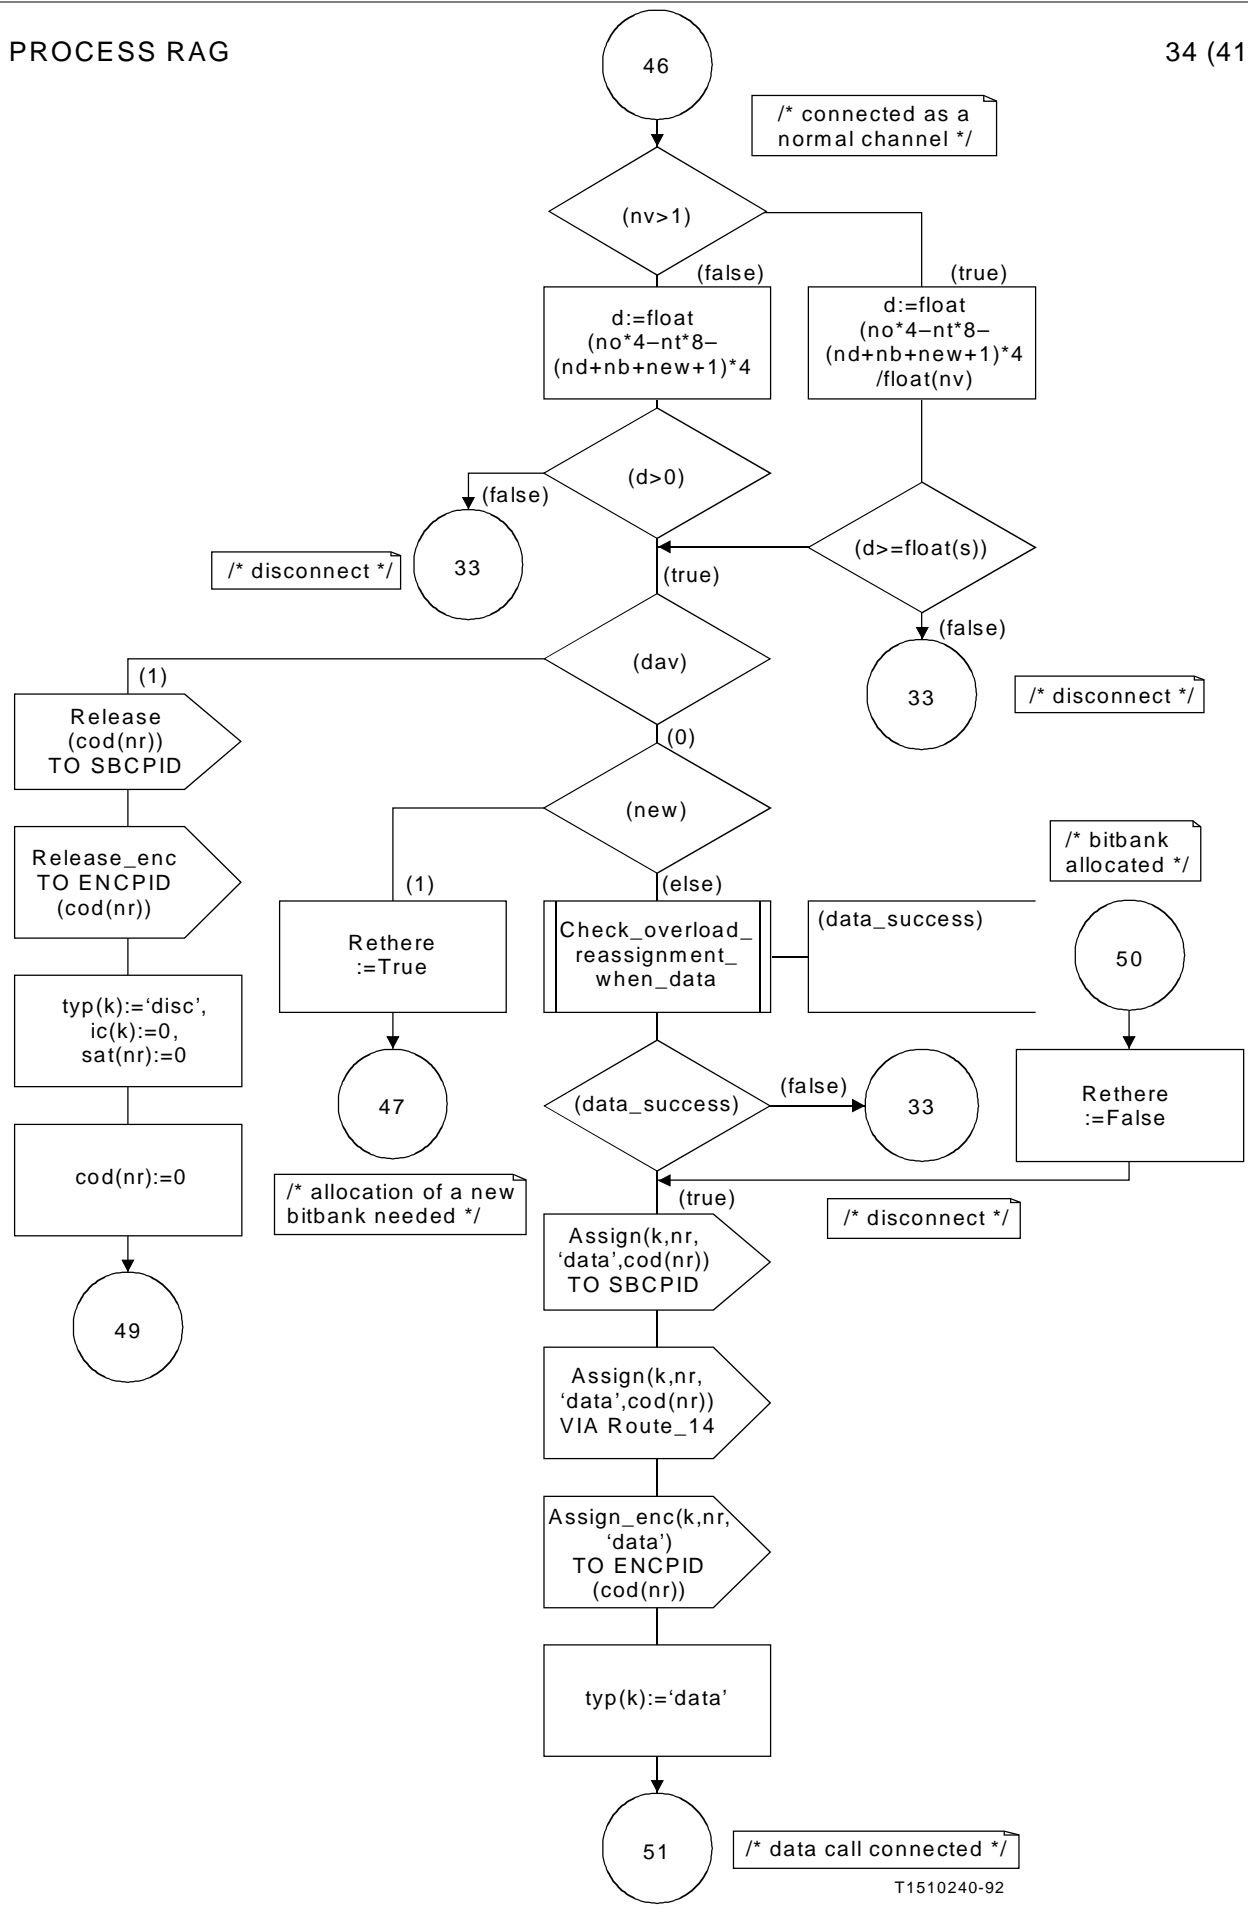 PROCESS RAG
34 (41
46
/* connected as a
normal channel */
(nv>1)
(false)
(true)
d:=float
(no*4–nt*8–
(nd+nb+new+1)*4
d:=float
(no*4–nt*8–
(nd+nb+new+1)*4
/float(nv)
(d>0)
(false)
/* disconnect */
33
(d>=float(s))
(true)
(false)
33
/* disconnect */
(dav)
(1)
(0)
Release
(cod(nr))
TO SBCPID
(new)
Release_enc
TO ENCPID
(cod(nr))
(1)
(else)
/* bitbank
allocated */
Rethere
:=True
Check_overload_
reassignment_
when_data
(data_success)
50
typ(k):=‘disc’,
ic(k):=0,
sat(nr):=0
47
(data_success)
(false)
33
Rethere
:=False
cod(nr):=0
/* allocation of a new
bitbank needed */
(true)
/* disconnect */
Assign(k,nr,
‘data’,cod(nr))
TO SBCPID
49
Assign(k,nr,
‘data’,cod(nr))
VIA Route_14
Assign_enc(k,nr,
‘data’)
TO ENCPID
(cod(nr))
typ(k):=‘data’
51
/* data call connected */
T1510240-92